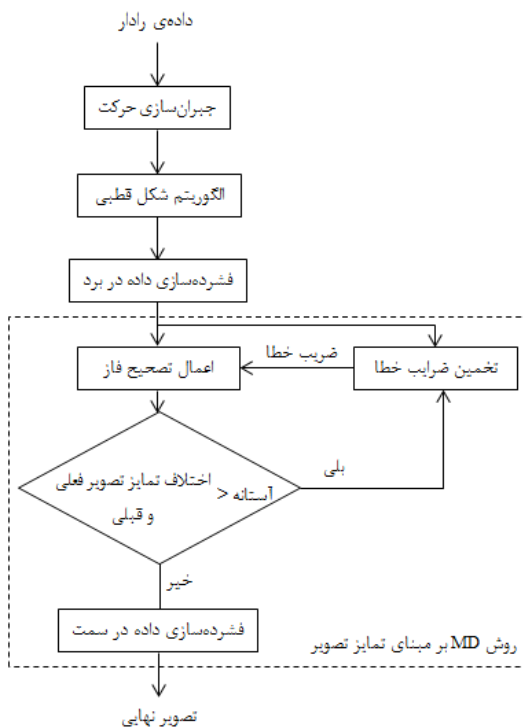 داده‌ی رادار
جبران‌سازی حرکت
الگوریتم شکل قطبی
فشرده‌سازی داده در برد
ضریب خطا
تخمین ضرایب خطا
اعمال تصحیح فاز
بلی
اختلاف تمایز تصویر فعلی
آستانه <
و قبلی
خیر
فشرده‌سازی داده در سمت
روش MD بر مبنای تمایز تصویر
تصویر نهایی